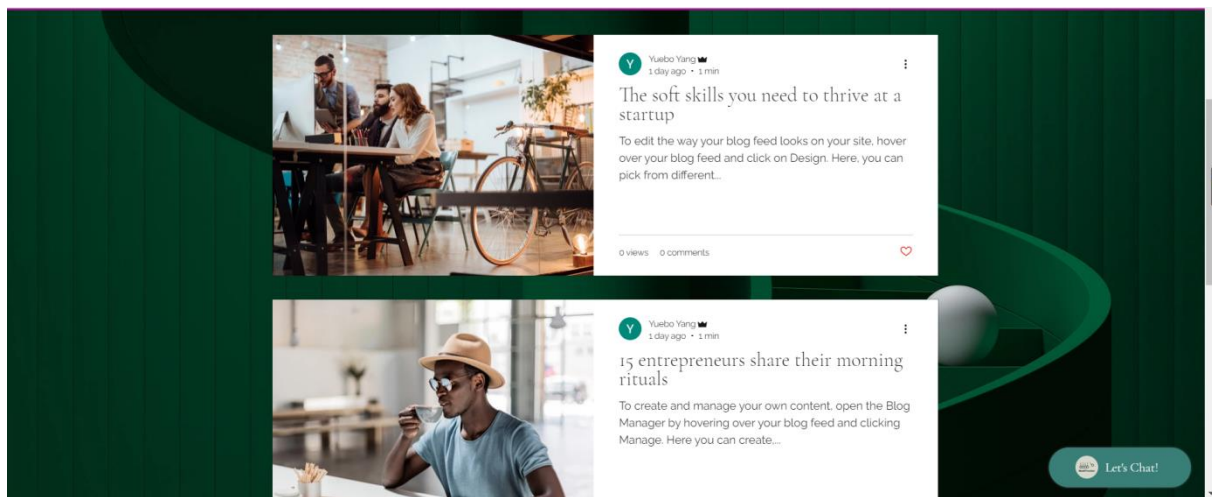 Y
Yuebo Yang
1 day ago • 1 min
The soft skills you need to thrive at a
startup
To edit the way your blog feed looks on your site, hover
over your blog feed and click on Design. Here, you can
pick from different...
0 views 0 comments
Y
Yuebo Yang
1 day ago • 1 min
15 entrepreneurs share their morning
rituals
To create and manage your own content, open the Blog
Manager by hovering over your blog feed and clicking
Manage. Here you can create,...
Let's Chat!